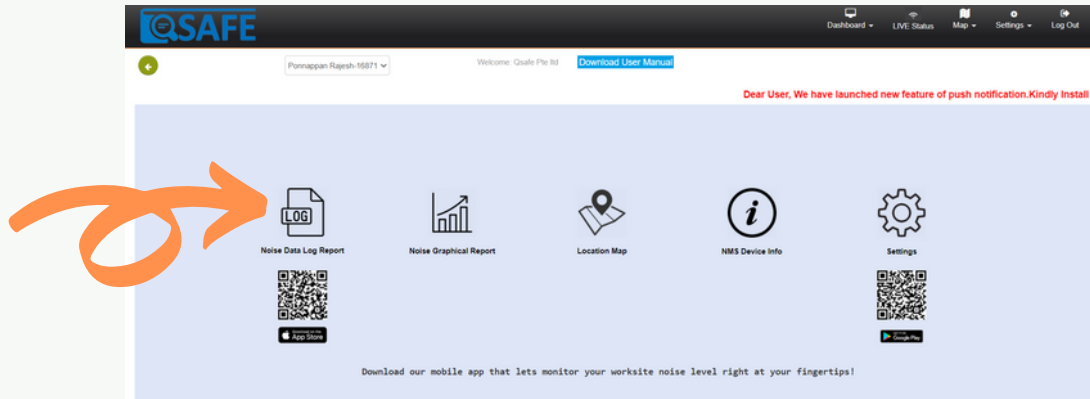 QSAFE
Dashboard
LIVE Status
Map
Settings
Log Out
Ponnappan Rajesh-16871
Welcome: Qsafe Pte ltd
Download User Manual
Dear User, We have launched new feature of push notification.Kindly Install
LOG
Noise Data Log Report
Noise Graphical Report
Location Map
i
NMS Device Info
Settings
Download on the
App Store
Google Play
Download our mobile app that lets monitor your worksite noise level right at your fingertips!